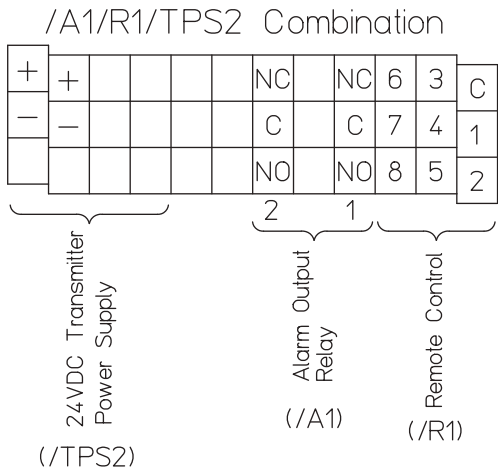 /A1/R1/TPS2 Combination
+ + NC NC 6 3 C
− − C C 7 4 1
NO NO 8 5 2
2 1
24VDC Transmitter
Power Supply
(/TPS2)
Alarm Output
Relay
(/A1)
Remote Control
(/R1)